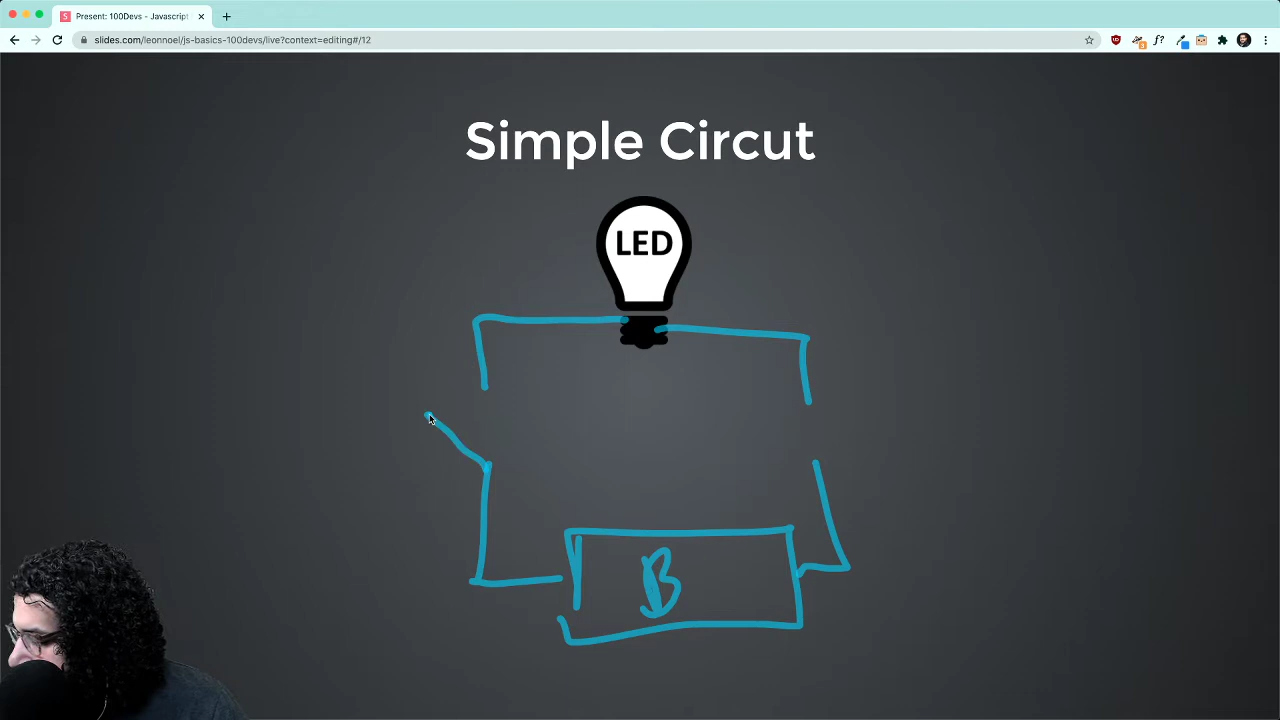 Present: 100Devs - Javascript
slides.com/leonnoel/js-basics-100devs/live?context=editing#/12
Simple Circut
LED
B